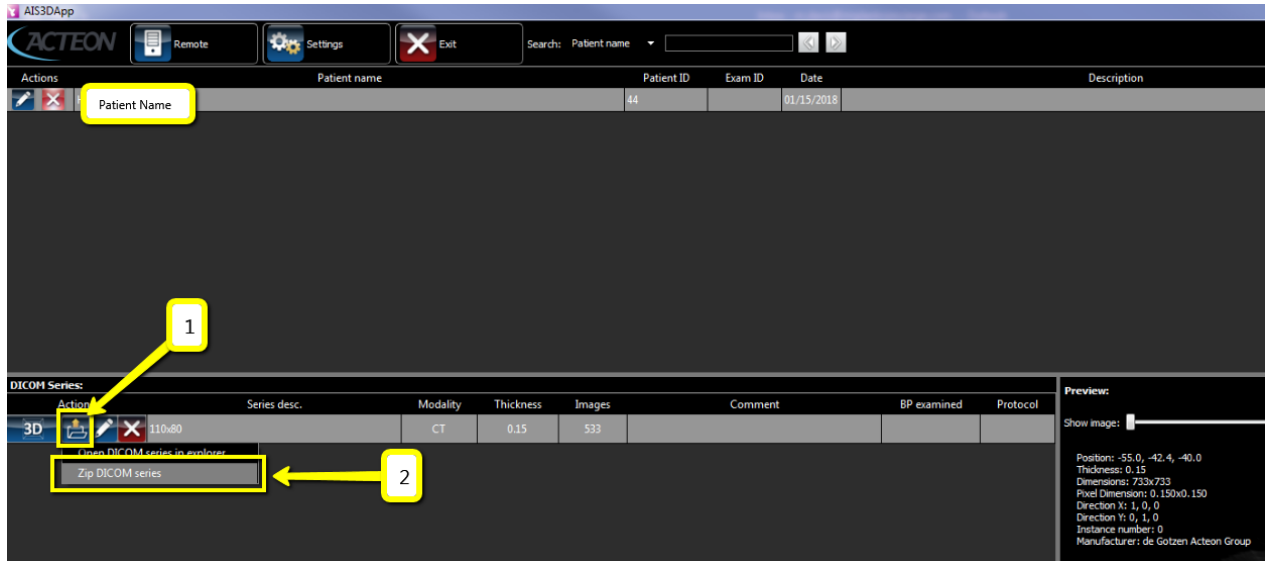 AIS3DApp
ACTEON Remote Settings Exit Search: Patient name
Actions Patient name Patient ID Exam ID Date Description
Patient Name 44 01/15/2018
1
DICOM Series:
Action Series desc. Modality Thickness Images Comment BP examined Protocol
3D 110x80 CT 0.15 533
Open DICOM series in explorer
Zip DICOM series
2
Preview:
Show image:
Position: -55.0, -42.4, -40.0
Thickness: 0.15
Dimensions: 733x733
Pixel Dimension: 0.150x0.150
Direction X: 1, 0, 0
Direction Y: 0, 1, 0
Instance number: 0
Manufacturer: de Gotzen Acteon Group